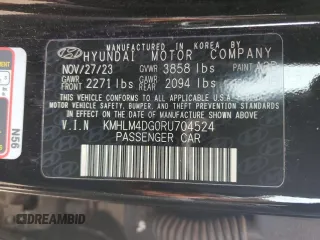 MANUFACTURED IN KOREA BY
HYUNDAI MOTOR COMPANY
NOV/27/23 GVWR 3858 lbs PAINT
GAWR FRONT 2271 lbs GAWR REAR 2094 lbs
THIS VEHICLE CONFORMS TO ALL APPLICABLE
FEDERAL MOTOR VEHICLE SAFETY, BUMPER, AND
THEFT PREVENTION STANDARDS IN EFFECT ON
THE DATE OF MANUFACTURE SHOWN ABOVE.
V.I.N KMHLM4DG0RU704524
PASSENGER CAR
N56
DREAMBID